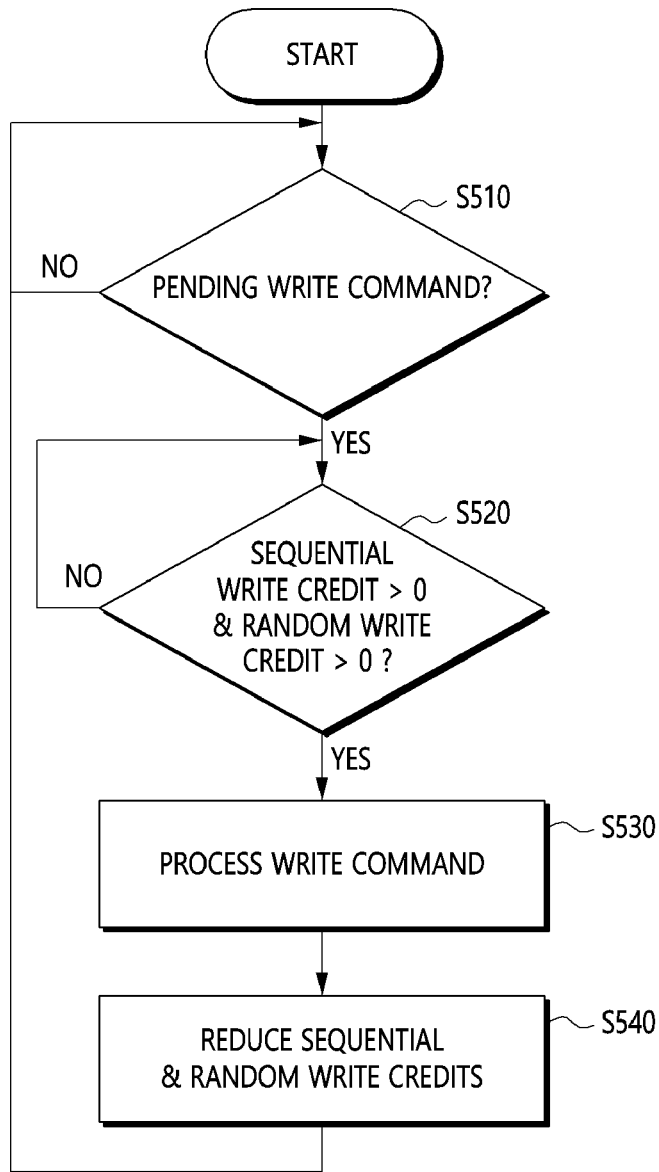 START
S510
NO
PENDING WRITE COMMAND?
YES
S520
NO
SEQUENTIAL
WRITE CREDIT > 0
& RANDOM WRITE
CREDIT > 0 ?
YES
S530
PROCESS WRITE COMMAND
S540
REDUCE SEQUENTIAL
& RANDOM WRITE CREDITS